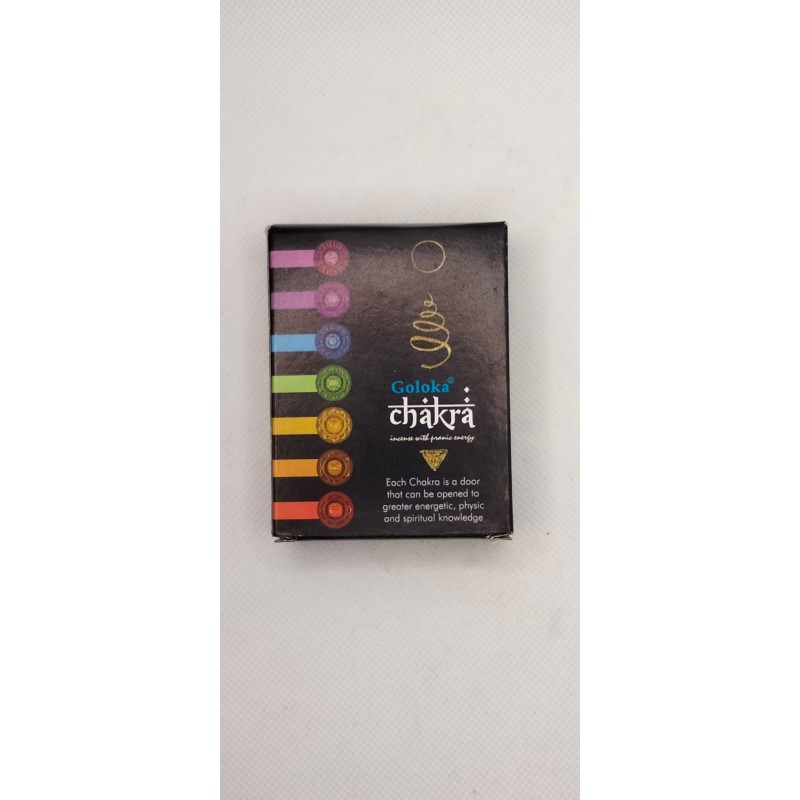 Goloka®
chakra
incense with pranic energy
Each Chakra is a door
that can be opened to
greater energetic, physic
and spiritual knowledge